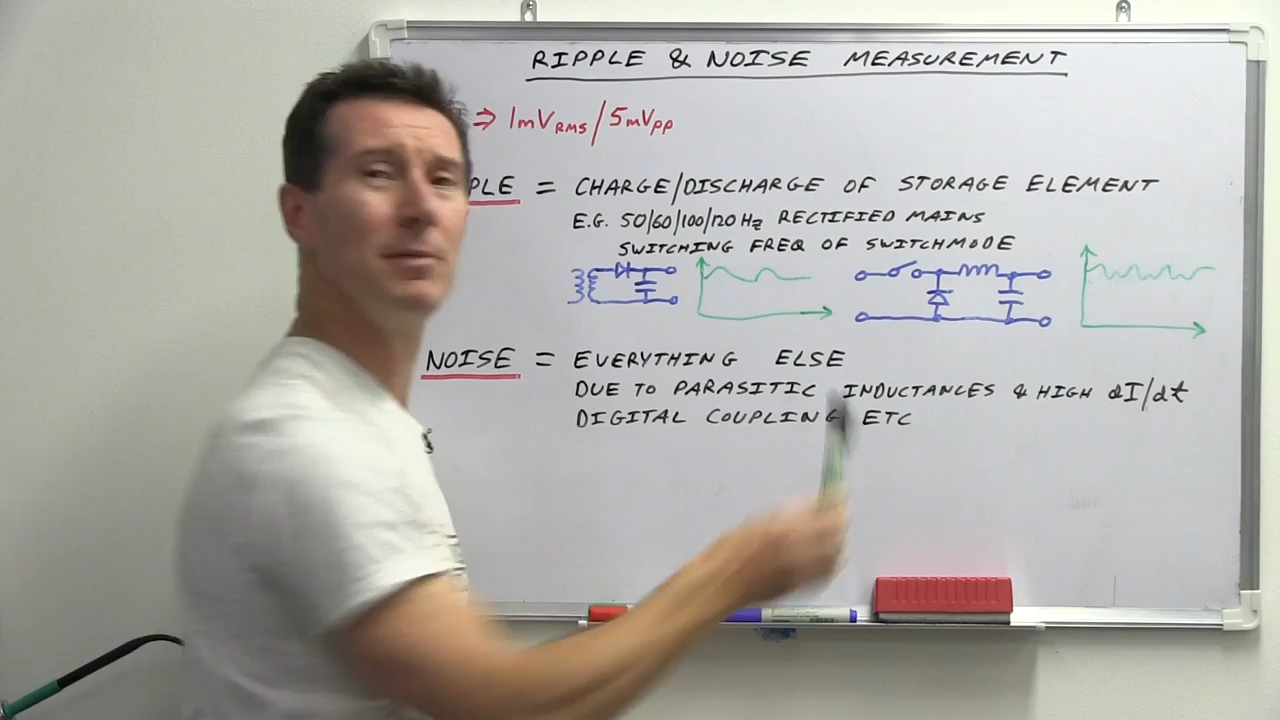 RIPPLE & NOISE MEASUREMENT
⇒ 1mVRMS/5mVPP
PLE = CHARGE/DISCHARGE OF STORAGE ELEMENT
E.G. 50/60/100/120Hz RECTIFIED MAINS
SWITCHING FREQ OF SWITCHMODE
NOISE = EVERYTHING ELSE
DUE TO PARASITIC INDUCTANCES & HIGH dI/dt
DIGITAL COUPLING ETC